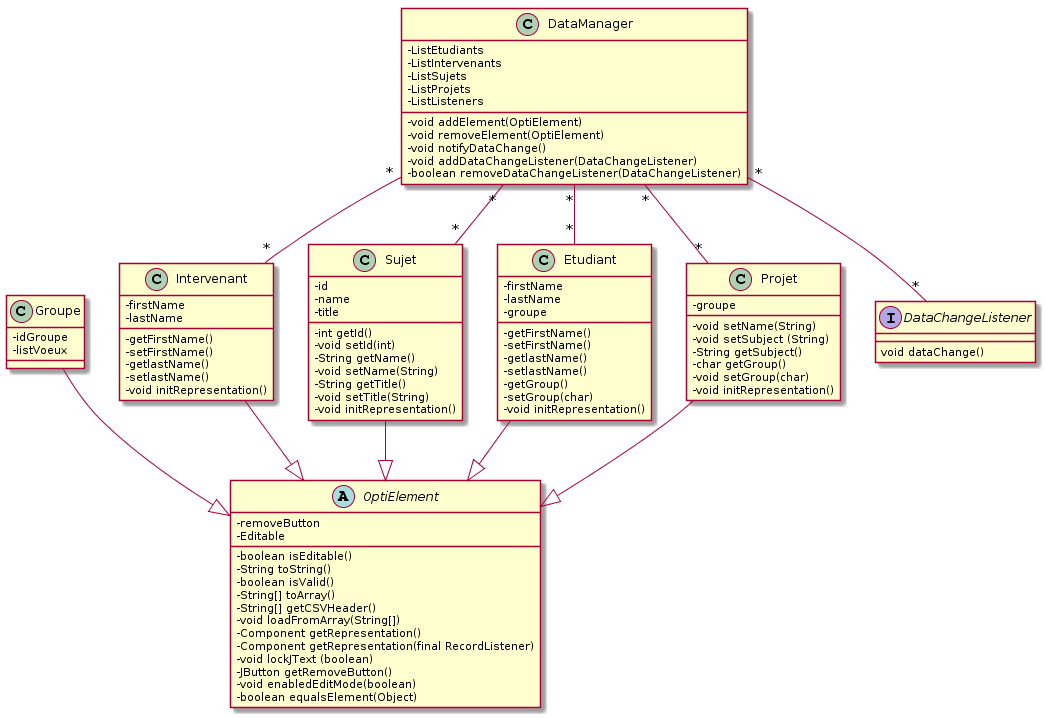 C DataManager
-ListEtudiants
-ListIntervenants
-ListSujets
-ListProjets
-ListListeners
-void addElement(OptiElement)
-void removeElement(OptiElement)
-void notifyDataChange()
-void addDataChangeListener(DataChangeListener)
-boolean removeDataChangeListener(DataChangeListener)
* * * * *
* * * * *
C Groupe
-idGroupe
-listVoeux
C Intervenant
-firstName
-lastName
-getFirstName()
-setFirstName()
-getlastName()
-setlastName()
-void initRepresentation()
C Sujet
-id
-name
-title
-int getId()
-void setId(int)
-String getName()
-void setName(String)
-String getTitle()
-void setTitle(String)
-void initRepresentation()
C Etudiant
-firstName
-lastName
-groupe
-getFirstName()
-setFirstName()
-getlastName()
-setlastName()
-getGroup()
-setGroup(char)
-void initRepresentation()
C Projet
-groupe
-void setName(String)
-void setSubject (String)
-String getSubject()
-char getGroup()
-void setGroup(char)
-void initRepresentation()
I DataChangeListener
void dataChange()
A OptiElement
-removeButton
-Editable
-boolean isEditable()
-String toString()
-boolean isValid()
-String[] toArray()
-String[] getCSVHeader()
-void loadFromArray(String[])
-Component getRepresentation()
-Component getRepresentation(final RecordListener)
-void lockJText (boolean)
-JButton getRemoveButton()
-void enabledEditMode(boolean)
-boolean equalsElement(Object)